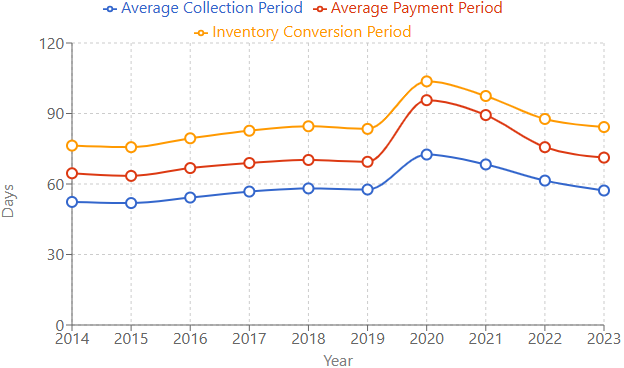 Average Collection Period Average Payment Period
Inventory Conversion Period
120
90
60
30
0
Days
2014 2015 2016 2017 2018 2019 2020 2021 2022 2023
Year